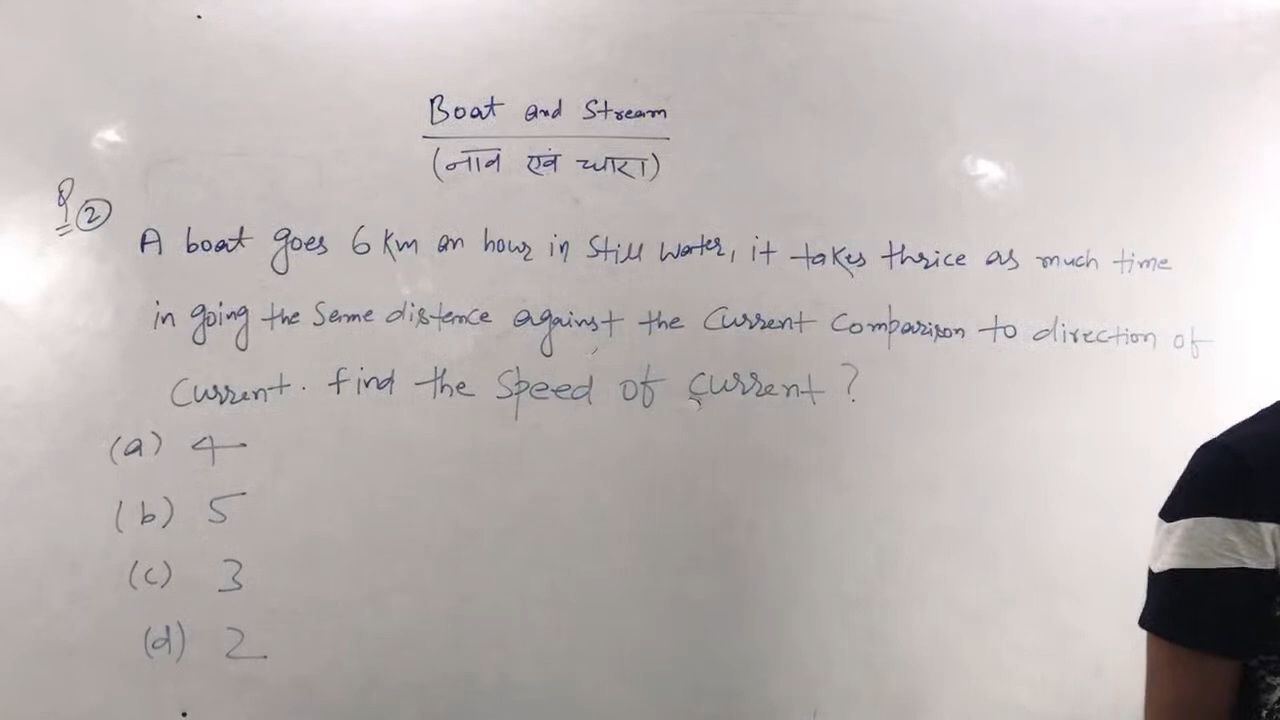 Boat and Stream
(नाव एवं धारा)
Q ②
A boat goes 6 Km an hour in still water, it takes thrice as much time
in going the same distance against the current comparison to direction of
current. find the speed of current?
(a) 4
(b) 5
(c) 3
(d) 2